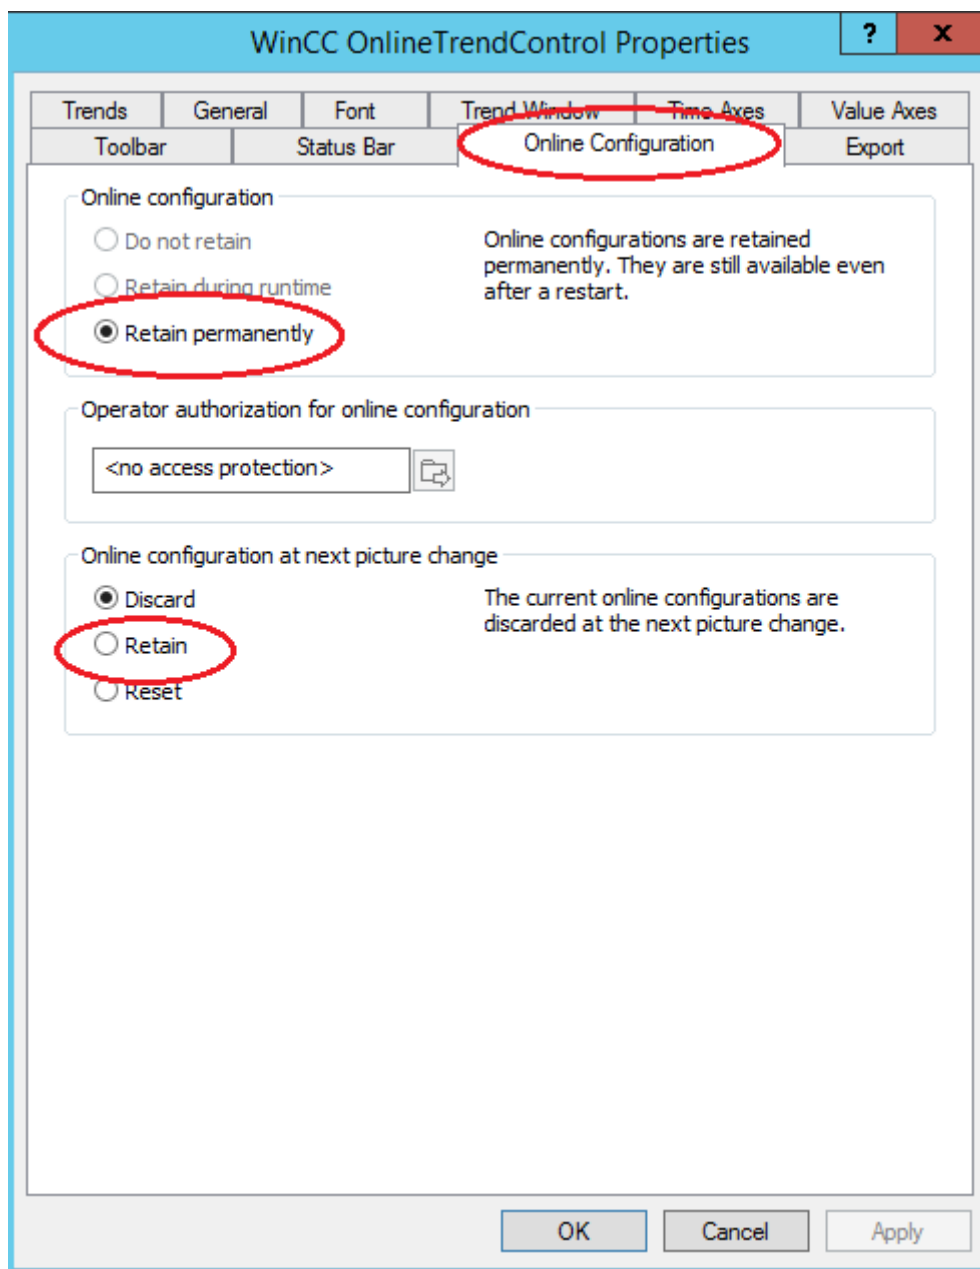 WinCC OnlineTrendControl Properties
? x
Trends General Font Trend Window Time Axes Value Axes
Toolbar Status Bar Online Configuration Export
Online configuration
Do not retain
Retain during runtime
Retain permanently
Online configurations are retained
permanently. They are still available even
after a restart.
Operator authorization for online configuration
<no access protection>
Online configuration at next picture change
Discard
Retain
Reset
The current online configurations are
discarded at the next picture change.
OK Cancel Apply